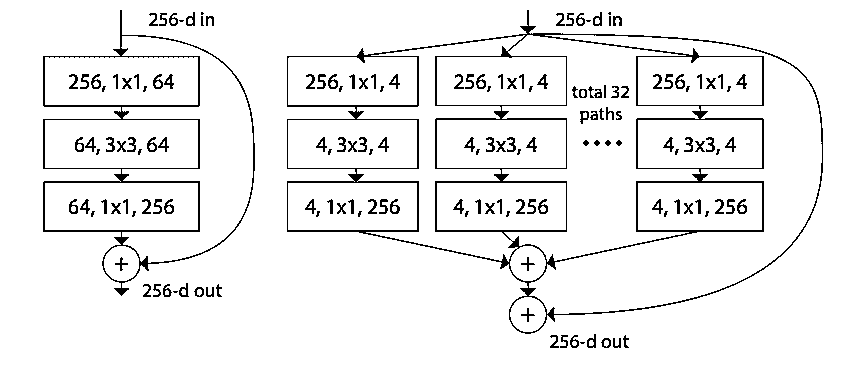 256-d in
256, 1x1, 64
64, 3x3, 64
64, 1x1, 256
+
256-d out
256-d in
256, 1x1, 4
256, 1x1, 4
total 32
paths
256, 1x1, 4
4, 3x3, 4
4, 3x3, 4
4, 3x3, 4
4, 1x1, 256
4, 1x1, 256
4, 1x1, 256
+
+
256-d out